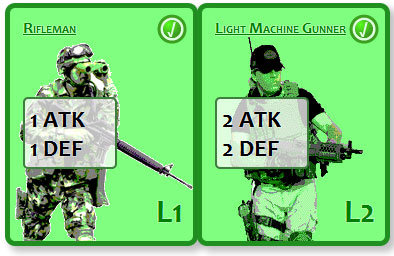 Rifleman
1 ATK
1 DEF
L1
Light Machine Gunner
2 ATK
2 DEF
L2